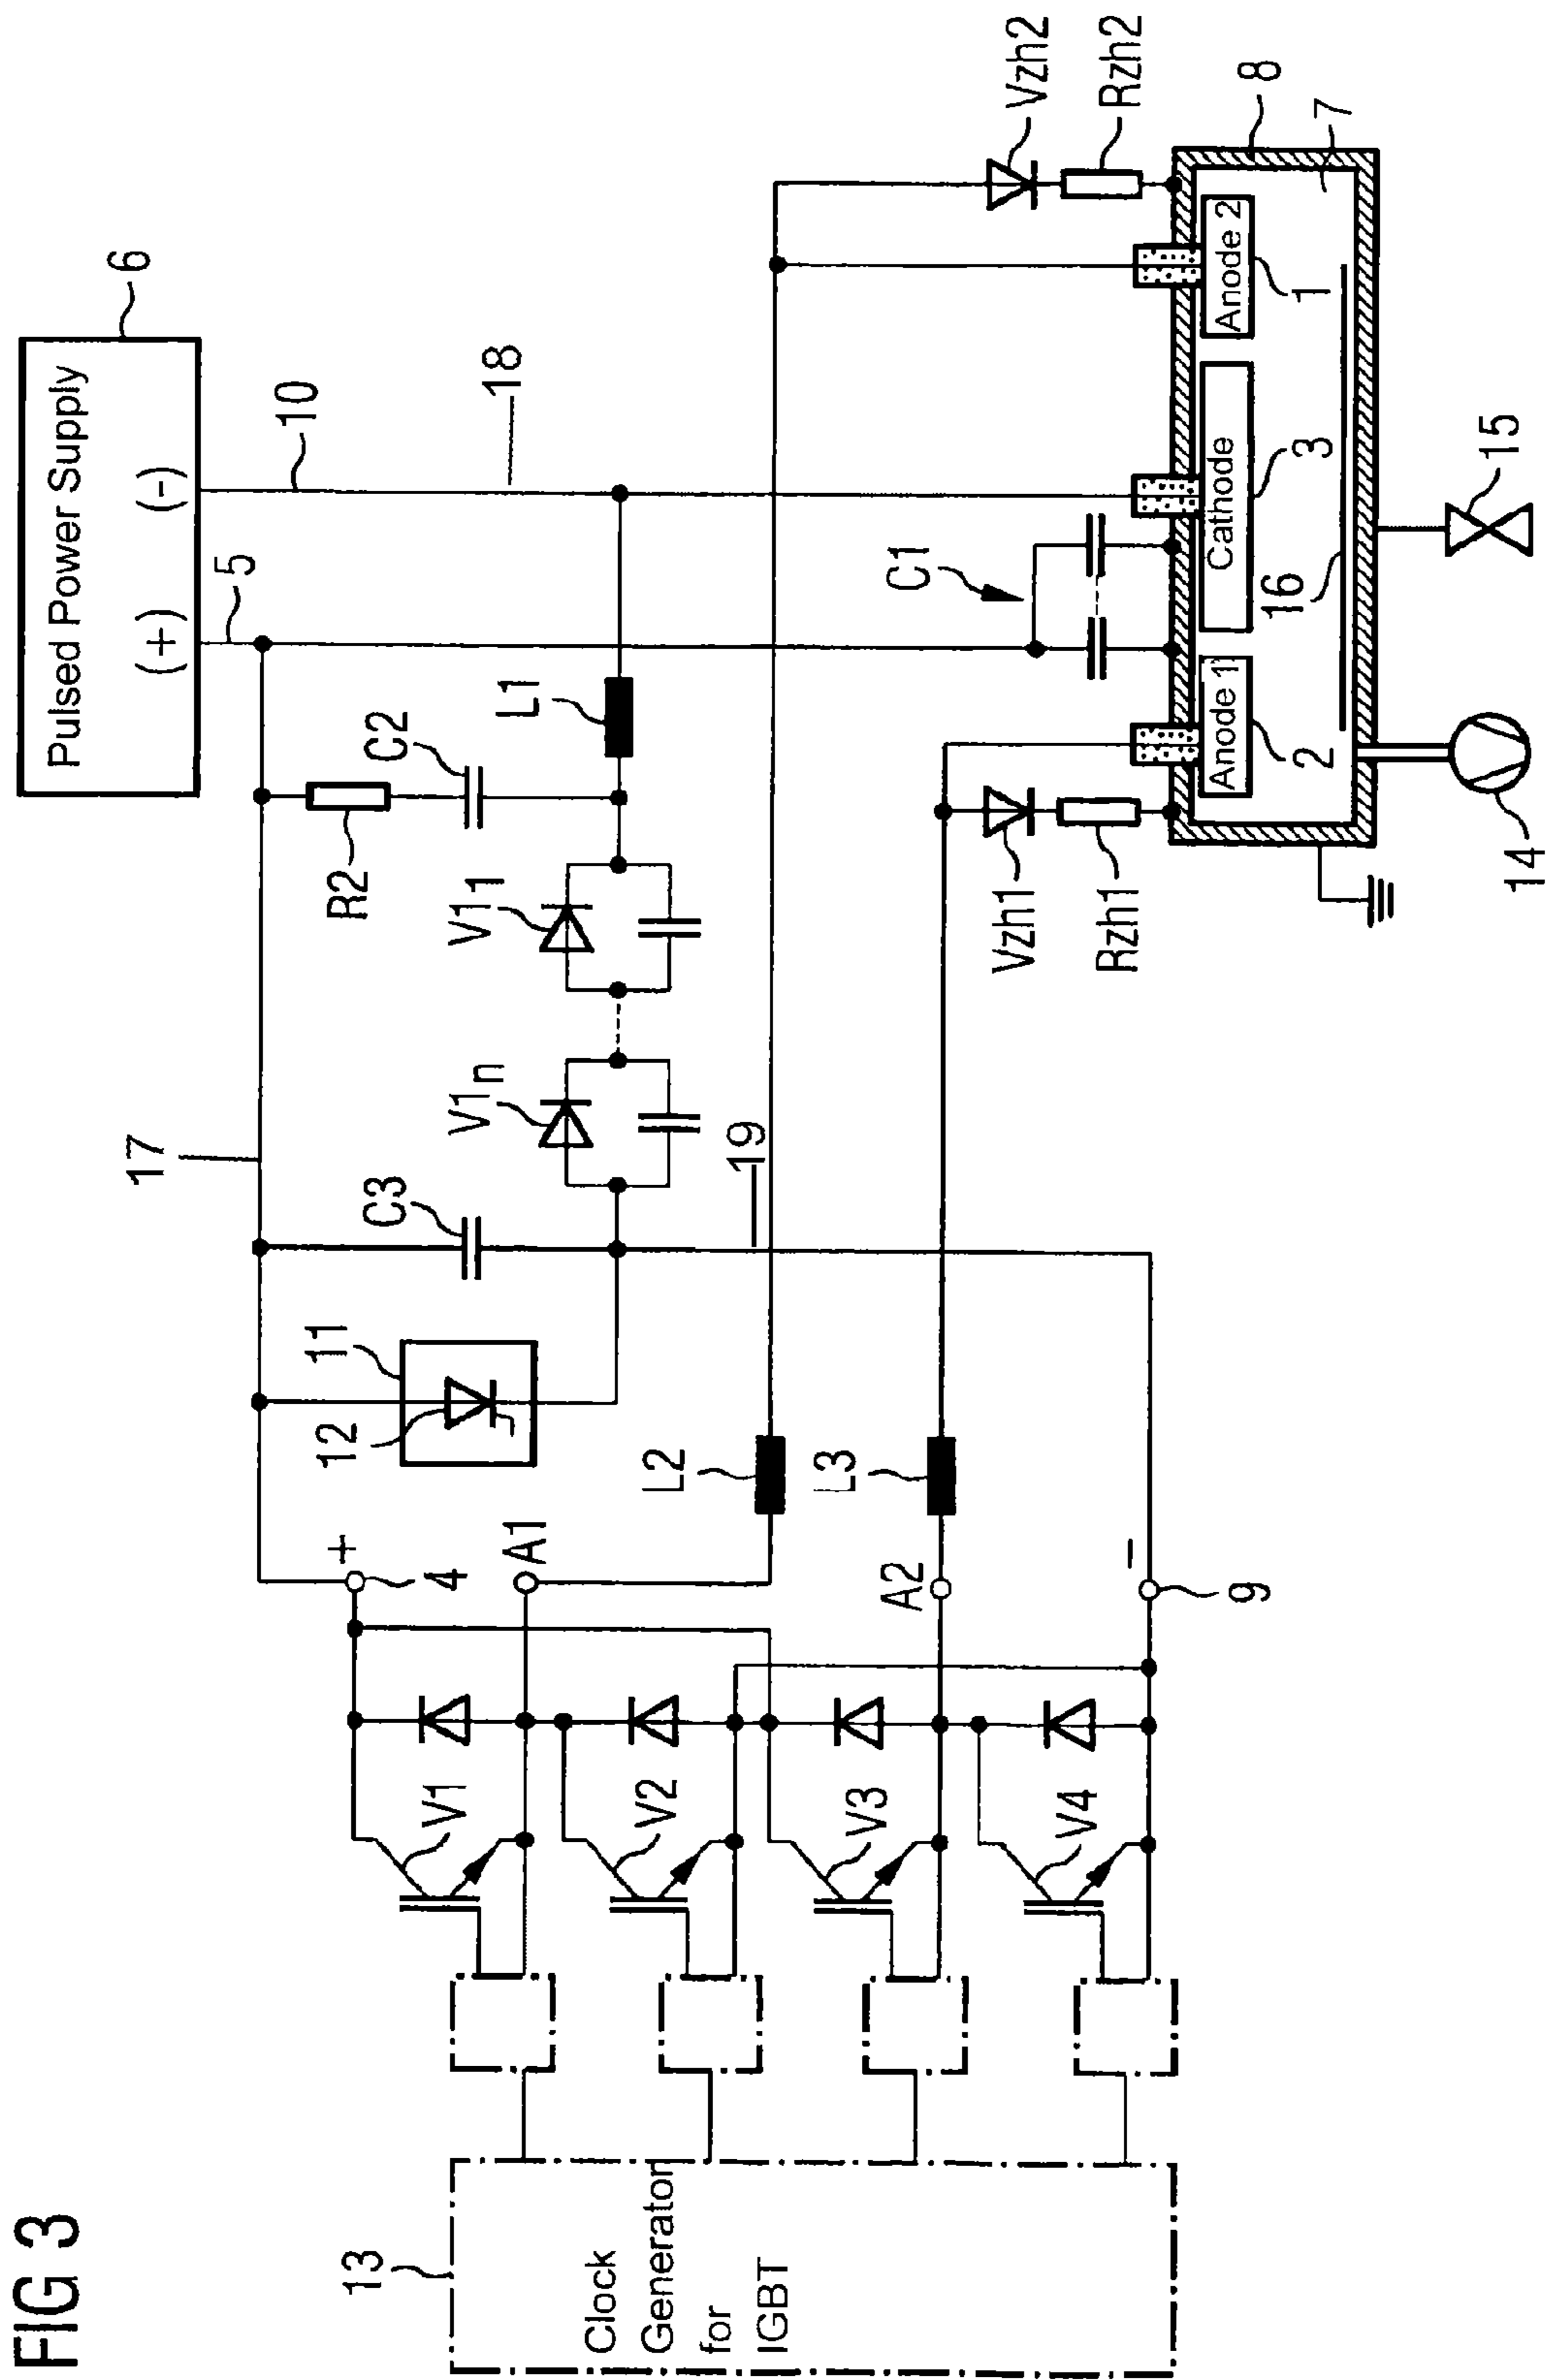 FIG 3
Pulsed Power Supply
(+)
(-)
6
5
10
18
17
R2
C2
L1
C3
V1n
V11
11
12
19
+
4
A1
L2
A2
L3
–
9
V1
V2
V3
V4
13
Clock
Generator
for
IGBT
C1
Vzh1
Rzh1
Vzh2
Rzh2
8
7
Anode 1
Cathode
Anode 2
2
3
1
16
14
15